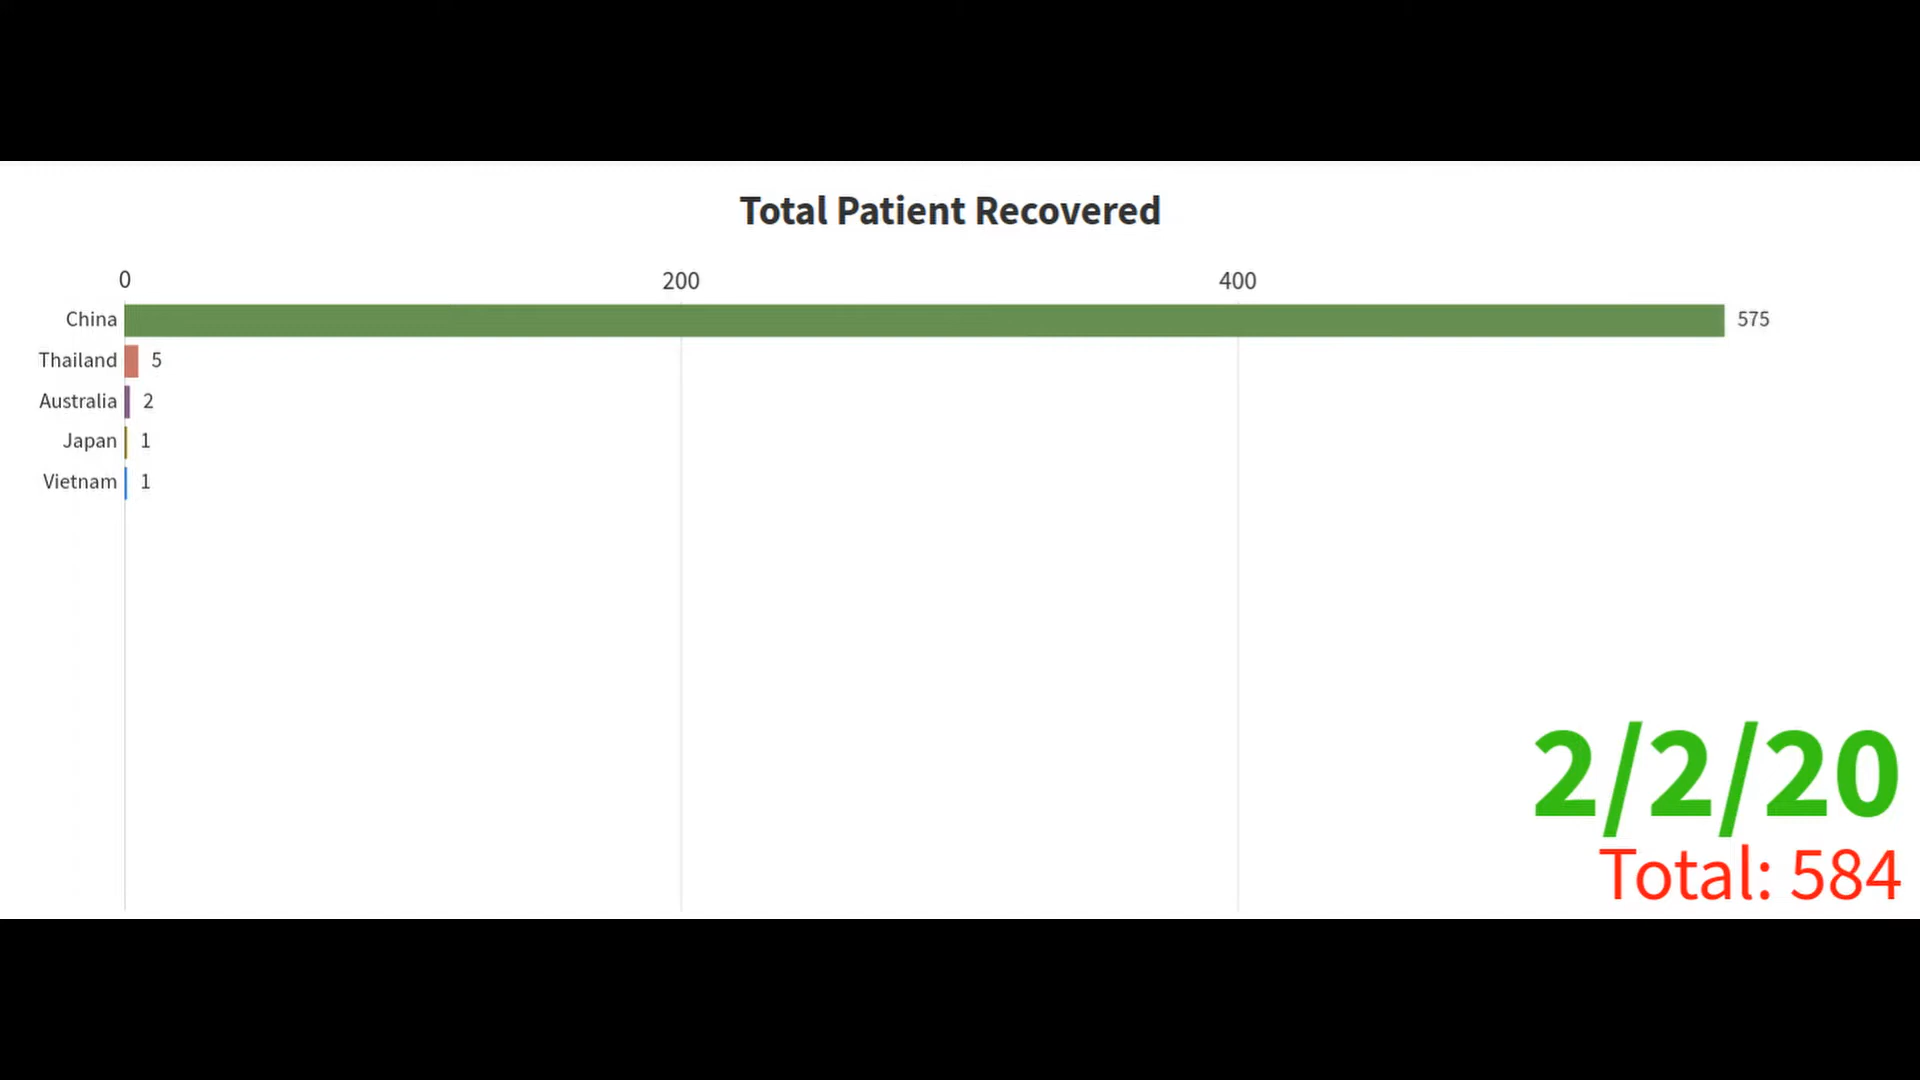 Total Patient Recovered
0 200 400
China 575
Thailand 5
Australia 2
Japan 1
Vietnam 1
2/2/20
Total: 584